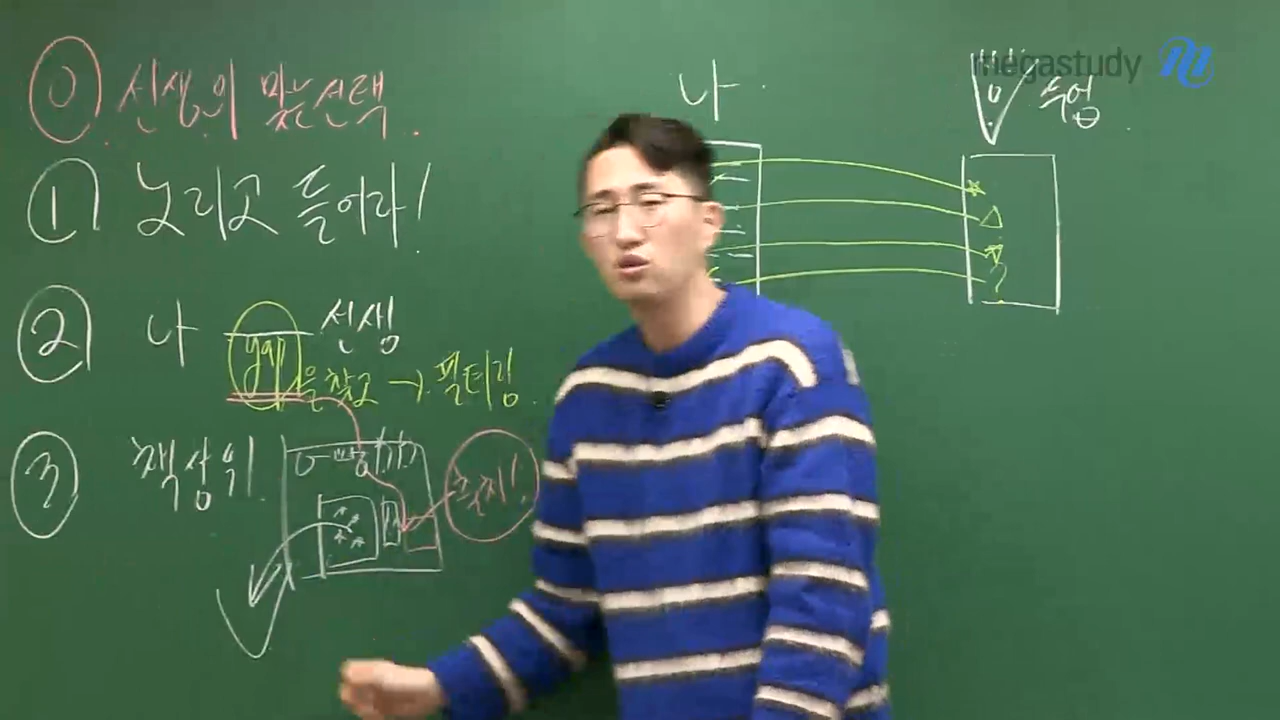 ⓪ 선생의 맞는 선택.
① 노리고 들어라!
② 나 gap 선생
을 찾고 → 필터링.
③ 책상위
나
수업
megastudy